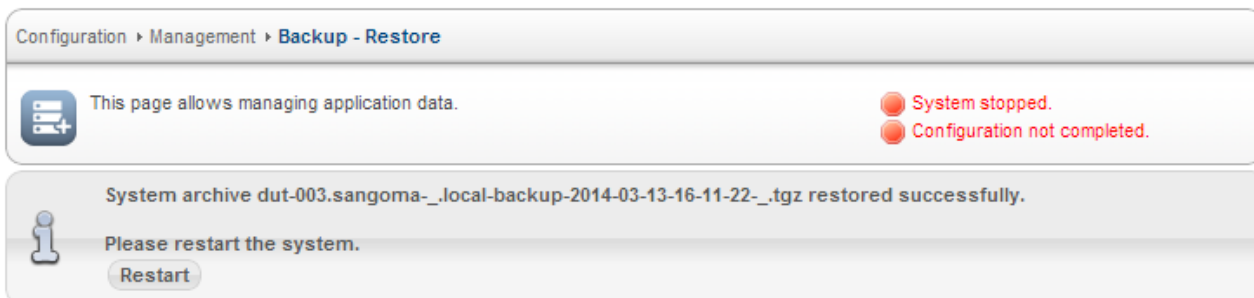 Configuration ▸ Management ▸ Backup - Restore
This page allows managing application data.
System stopped.
Configuration not completed.
System archive dut-003.sangoma-_.local-backup-2014-03-13-16-11-22-_.tgz restored successfully.
Please restart the system.
Restart